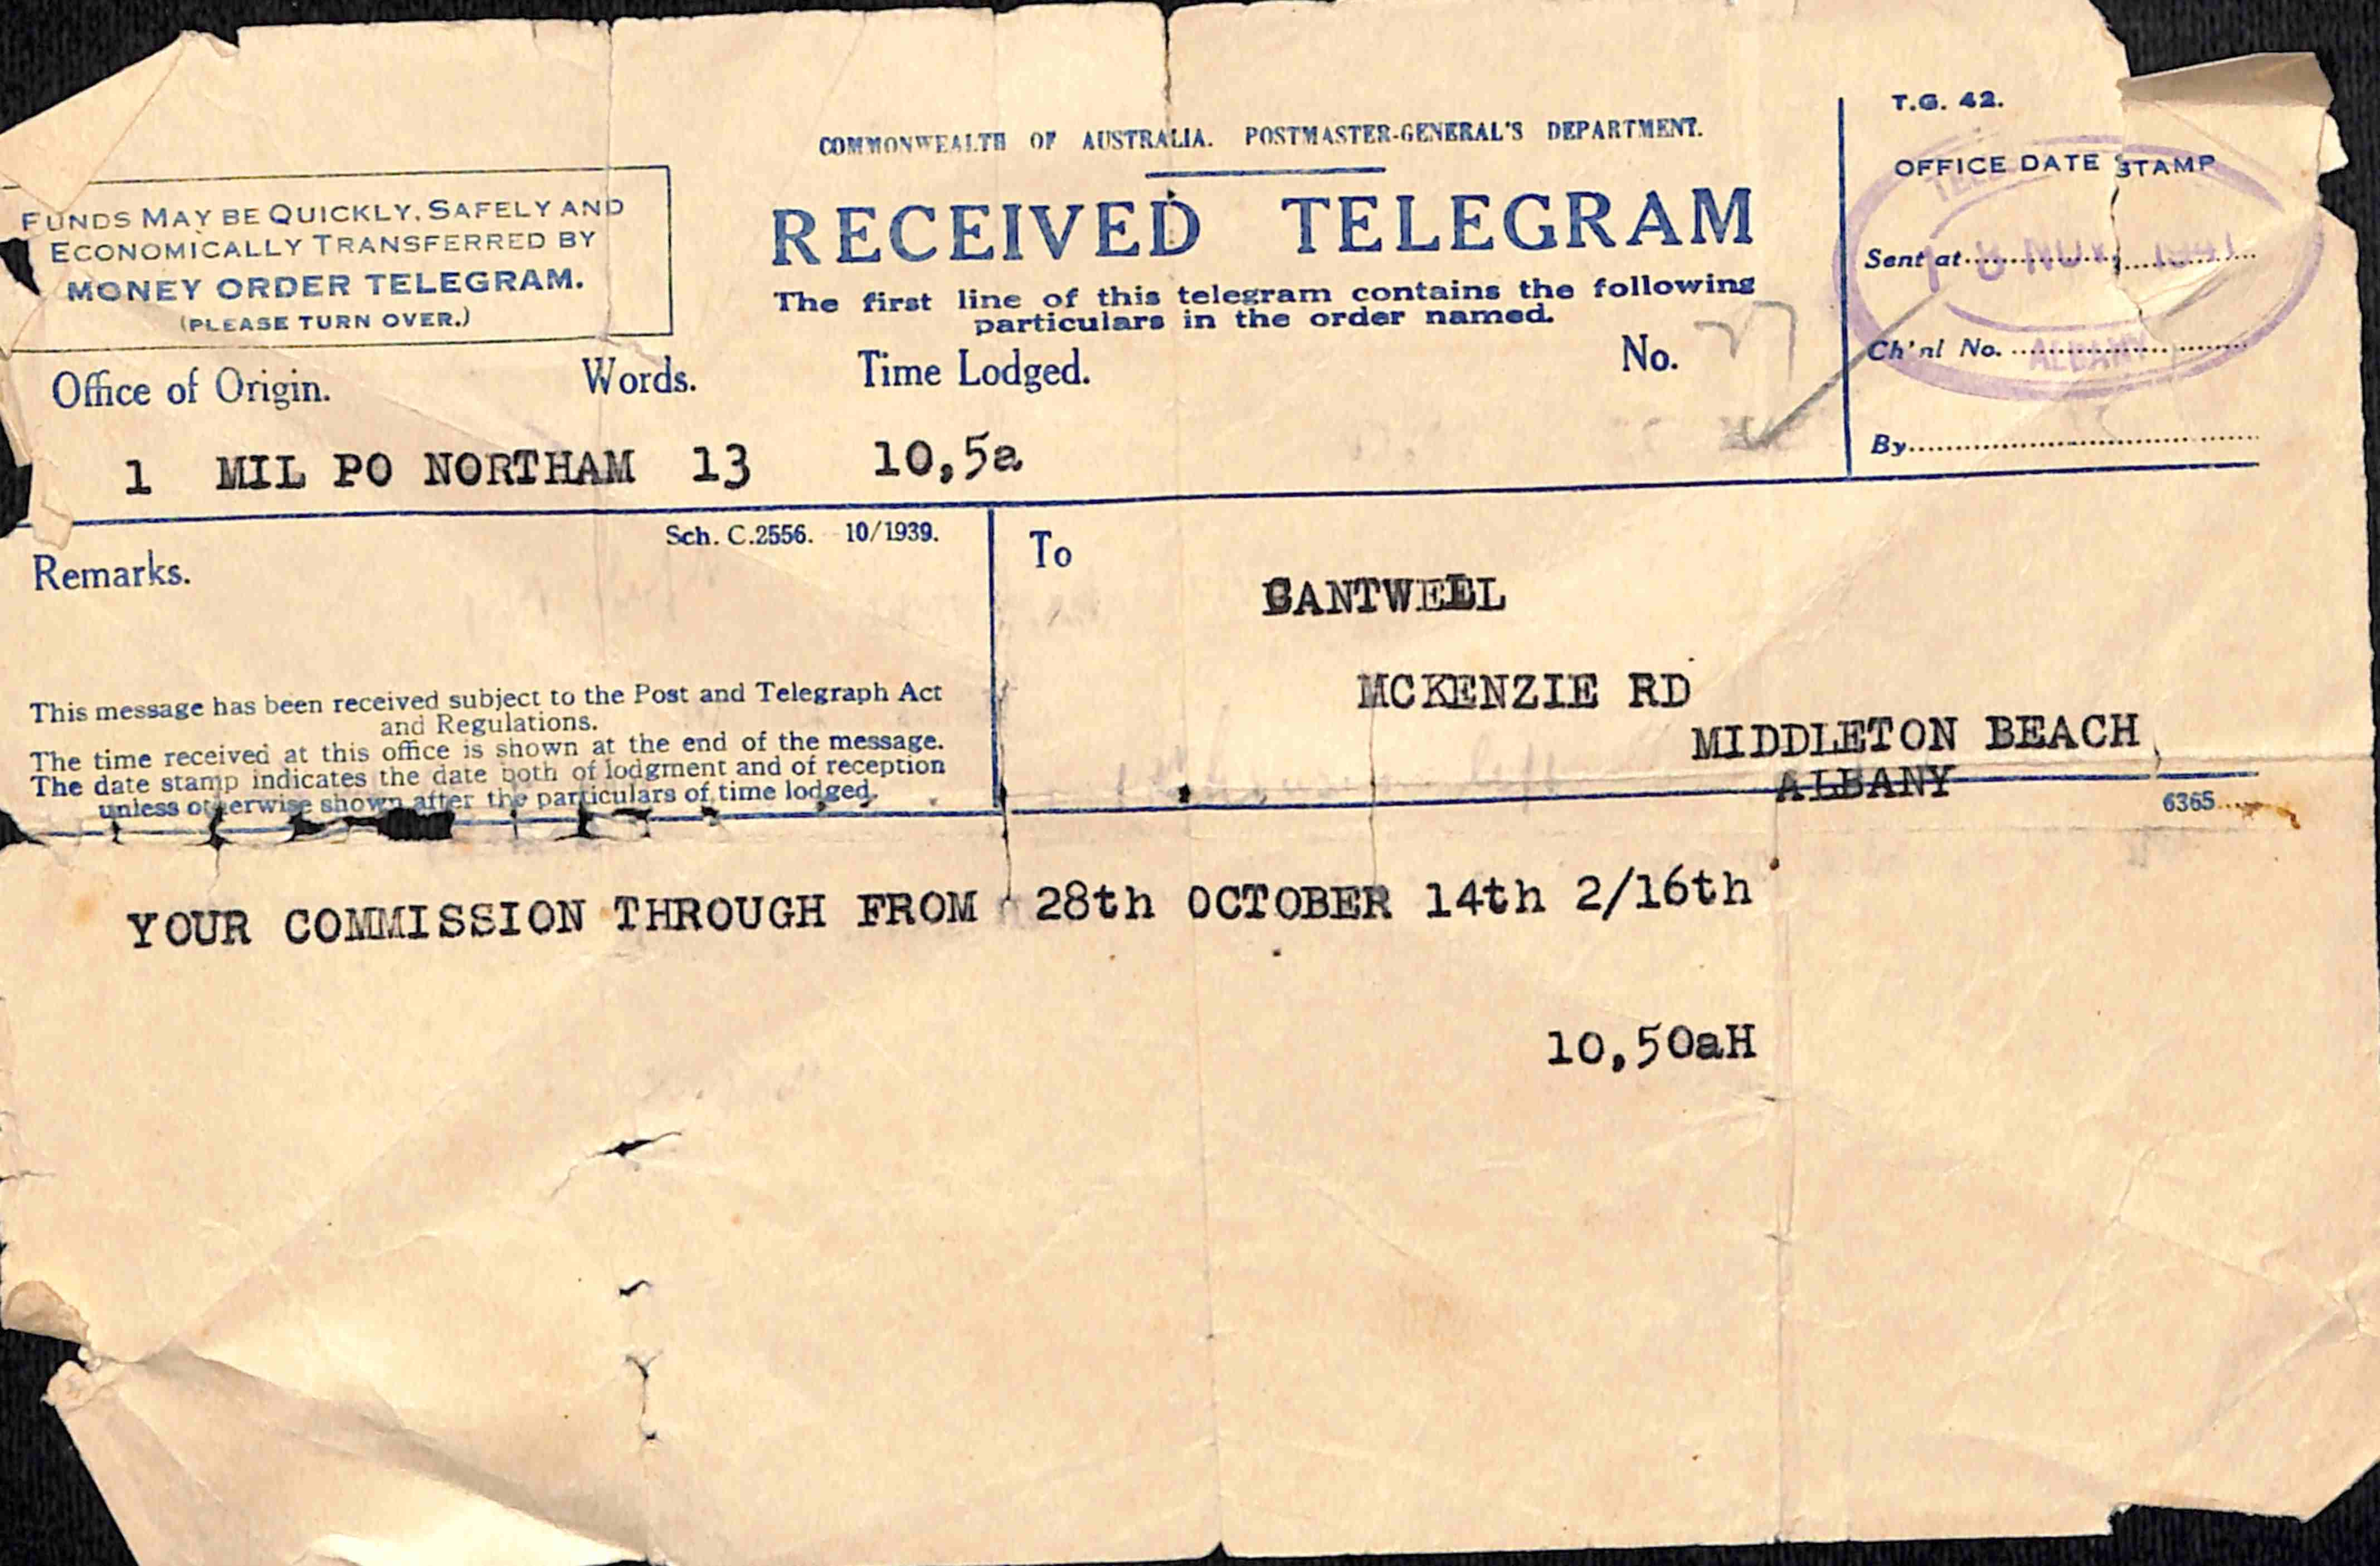 T.G. 42.
COMMONWEALTH OF AUSTRALIA. POSTMASTER-GENERAL'S DEPARTMENT.
OFFICE DATE STAMP
FUNDS MAY BE QUICKLY, SAFELY AND
ECONOMICALLY TRANSFERRED BY
MONEY ORDER TELEGRAM.
(PLEASE TURN OVER.)
RECEIVED TELEGRAM
The first line of this telegram contains the following
particulars in the order named.
Sent at
18 NOV 1941
Ch'nl No.
ALBANY
By
Office of Origin. Words. Time Lodged. No.
1 MIL PO NORTHAM 13 10,5a
Sch. C.2556. 10/1939.
Remarks.
To
CANTWELL
MCKENZIE RD
MIDDLETON BEACH
ALBANY
6365
This message has been received subject to the Post and Telegraph Act
and Regulations.
The time received at this office is shown at the end of the message.
The date stamp indicates the date both of lodgment and of reception
unless otherwise shown after the particulars of time lodged.
YOUR COMMISSION THROUGH FROM 28th OCTOBER 14th 2/16th
10,50aH